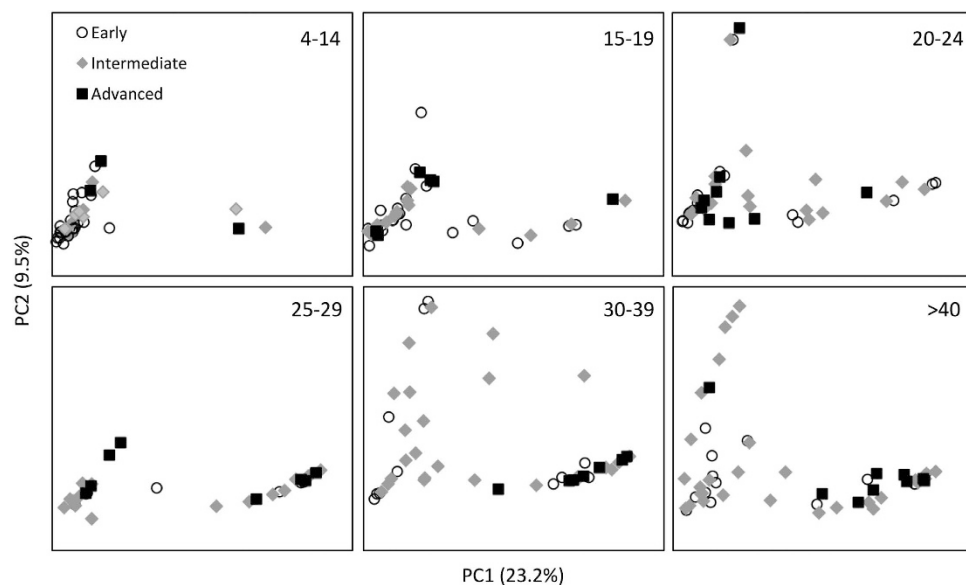 Early
Intermediate
Advanced
4-14
15-19
20-24
25-29
30-39
>40
PC2 (9.5%)
PC1 (23.2%)